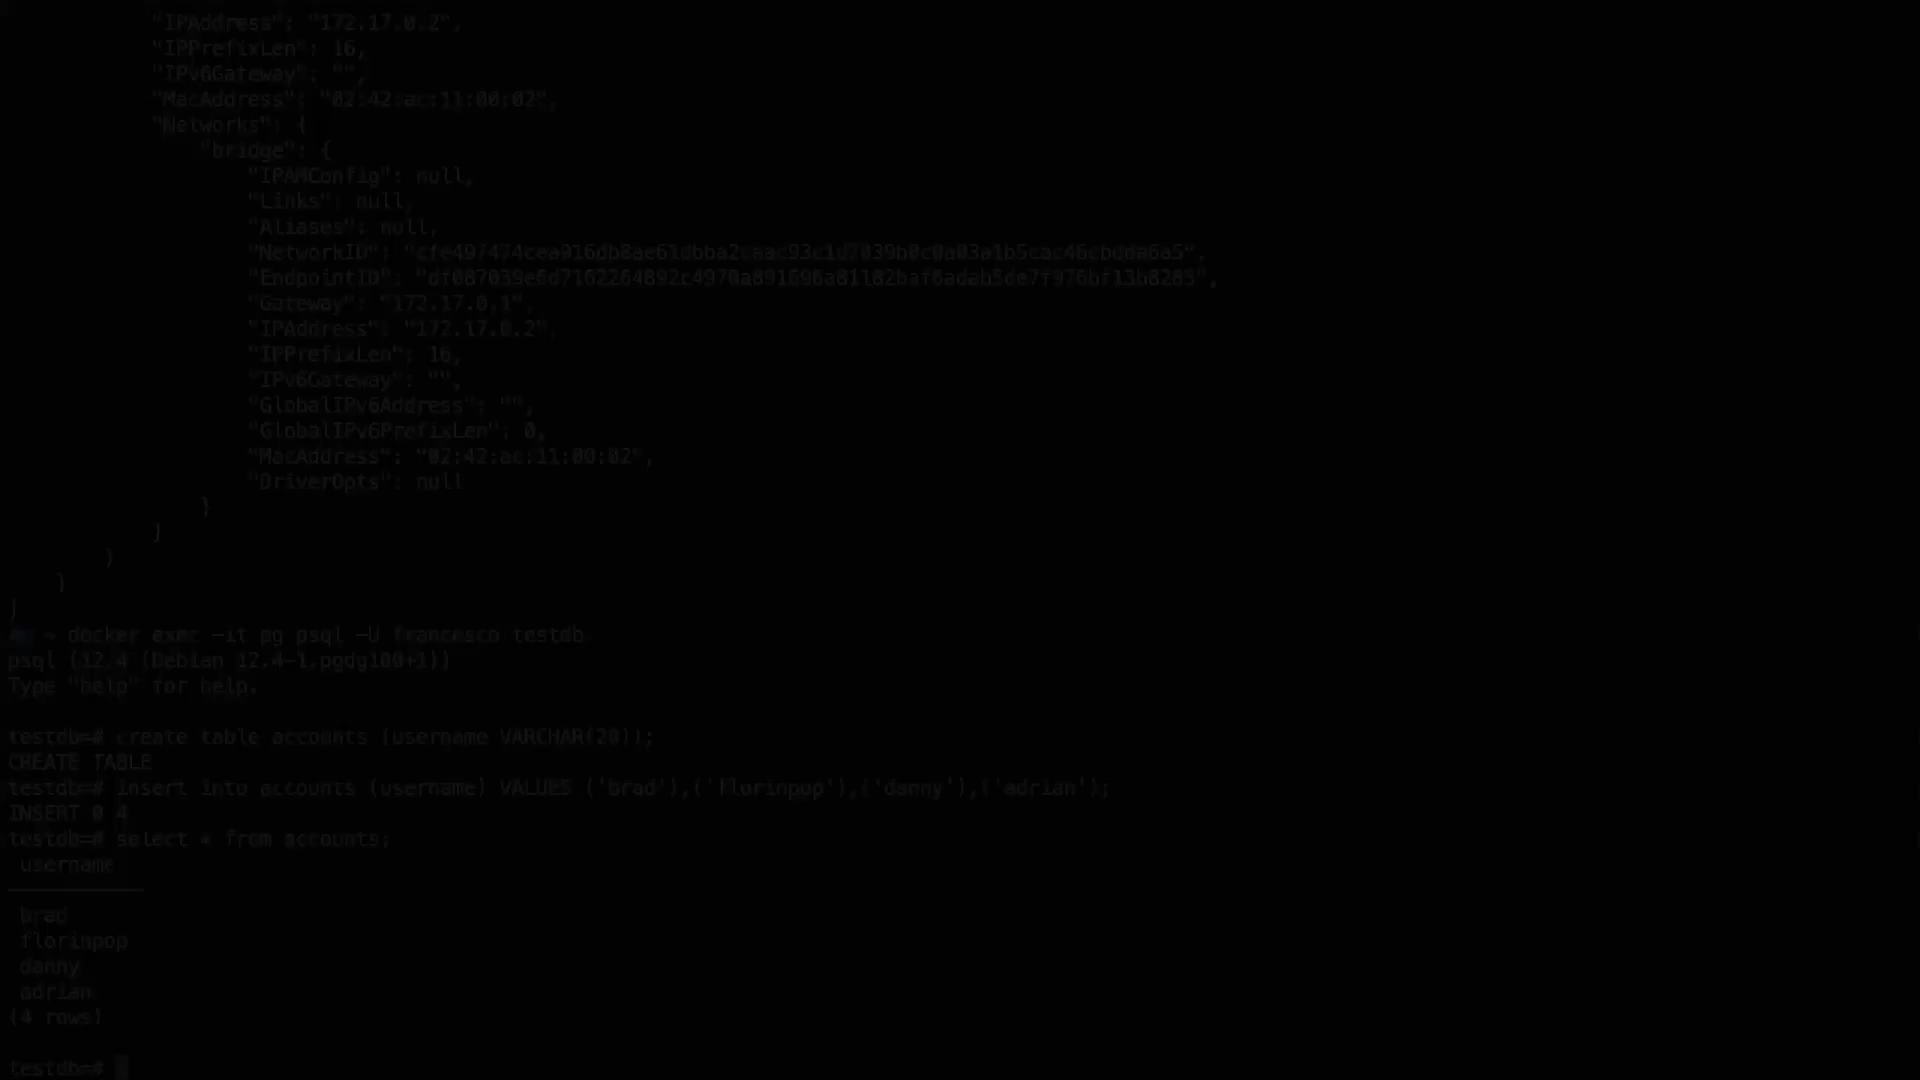 "IPAddress": "172.17.0.2",
"IPPrefixLen": 16,
"IPv6Gateway": "",
"MacAddress": "02:42:ac:11:00:02",
"Networks": {
"bridge": {
"IPAMConfig": null,
"Links": null,
"Aliases": null,
"NetworkID":
"EndpointID":
"Gateway": "172.17.0.1",
"IPAddress": "172.17.0.2",
"IPPrefixLen": 16,
"IPv6Gateway": "",
"GlobalIPv6Address": "",
"GlobalIPv6PrefixLen": 0,
"MacAddress": "02:42:ac:11:00:02",
"DriverOpts": null
}
}
}
}
]
~ docker exec -it pg psql -U francesco testdb
psql (12.4 (Debian 12.4-1.pgdg100+1))
Type "help" for help.
testdb=# create table accounts (username VARCHAR(20));
CREATE TABLE
testdb=# insert into accounts (username) VALUES ('brad'),('florinpop'),('danny'),('adrian');
INSERT 0 4
testdb=# select * from accounts;
username
-----------
brad
florinpop
danny
adrian
(4 rows)
testdb=#